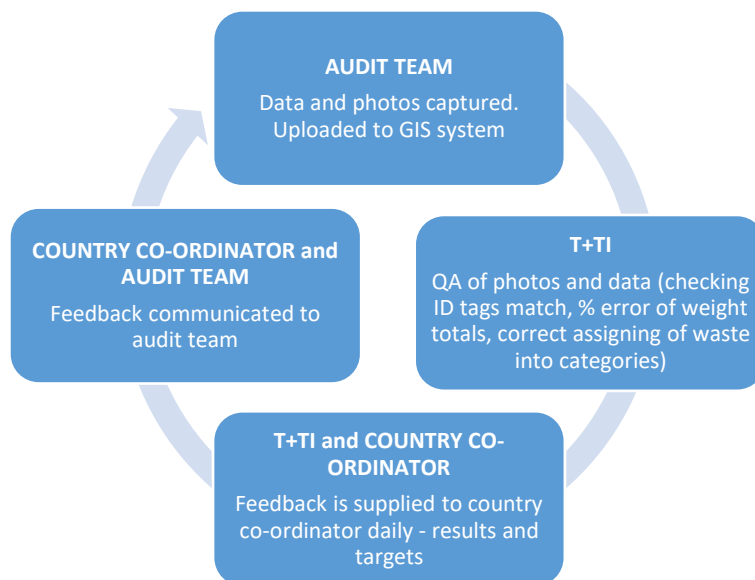 AUDIT TEAM
Data and photos captured.
Uploaded to GIS system
T+TI
QA of photos and data (checking
ID tags match, % error of weight
totals, correct assigning of waste
into categories)
T+TI and COUNTRY CO-
ORDINATOR
Feedback is supplied to country
co-ordinator daily - results and
targets
COUNTRY CO-ORDINATOR and
AUDIT TEAM
Feedback communicated to
audit team